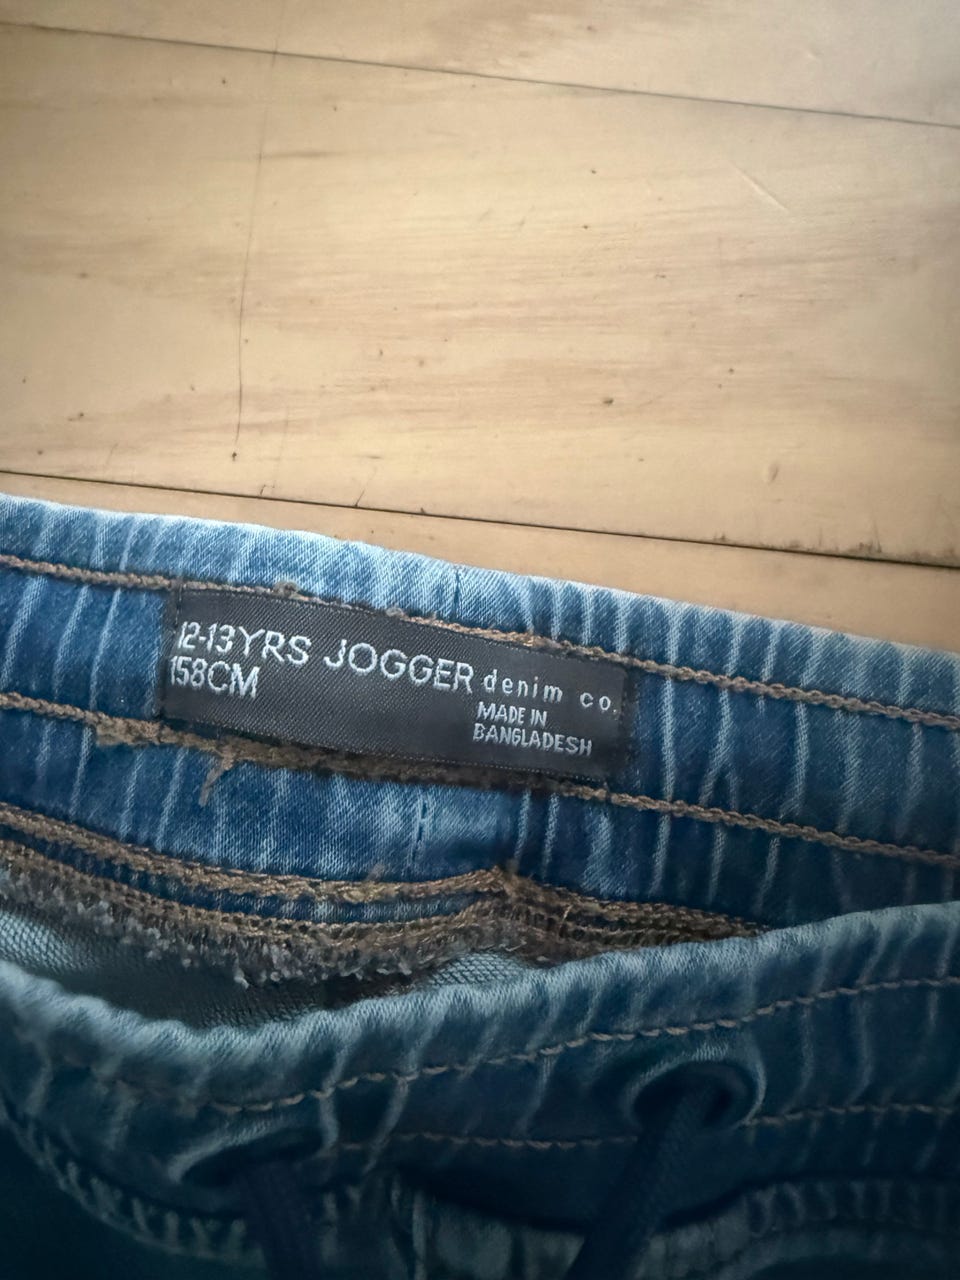 12-13YRS JOGGER denim co.
158CM
MADE IN
BANGLADESH